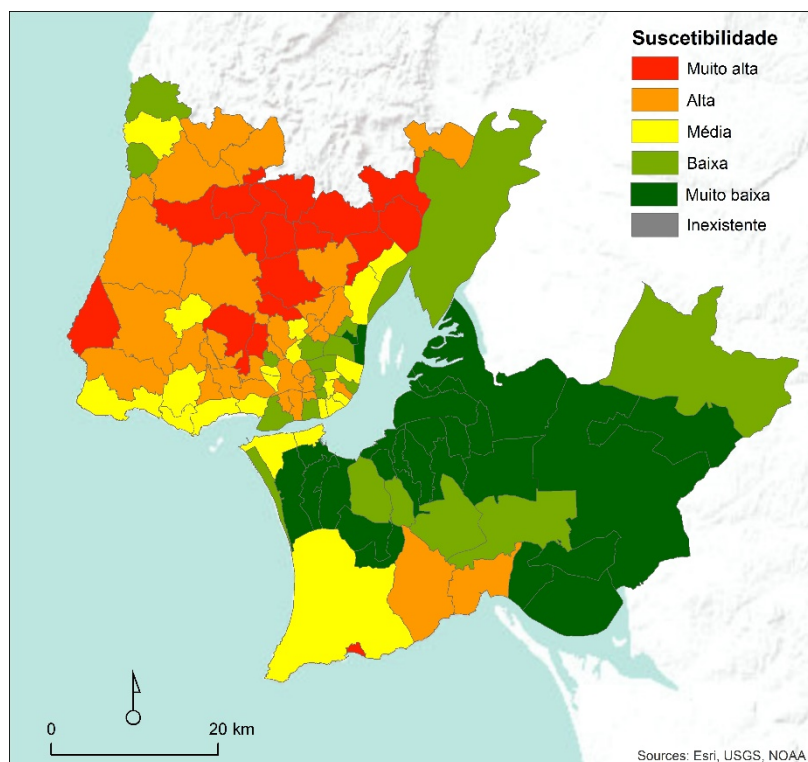 Suscetibilidade
Muito alta
Alta
Média
Baixa
Muito baixa
Inexistente
0 20 km
Sources: Esri, USGS, NOAA